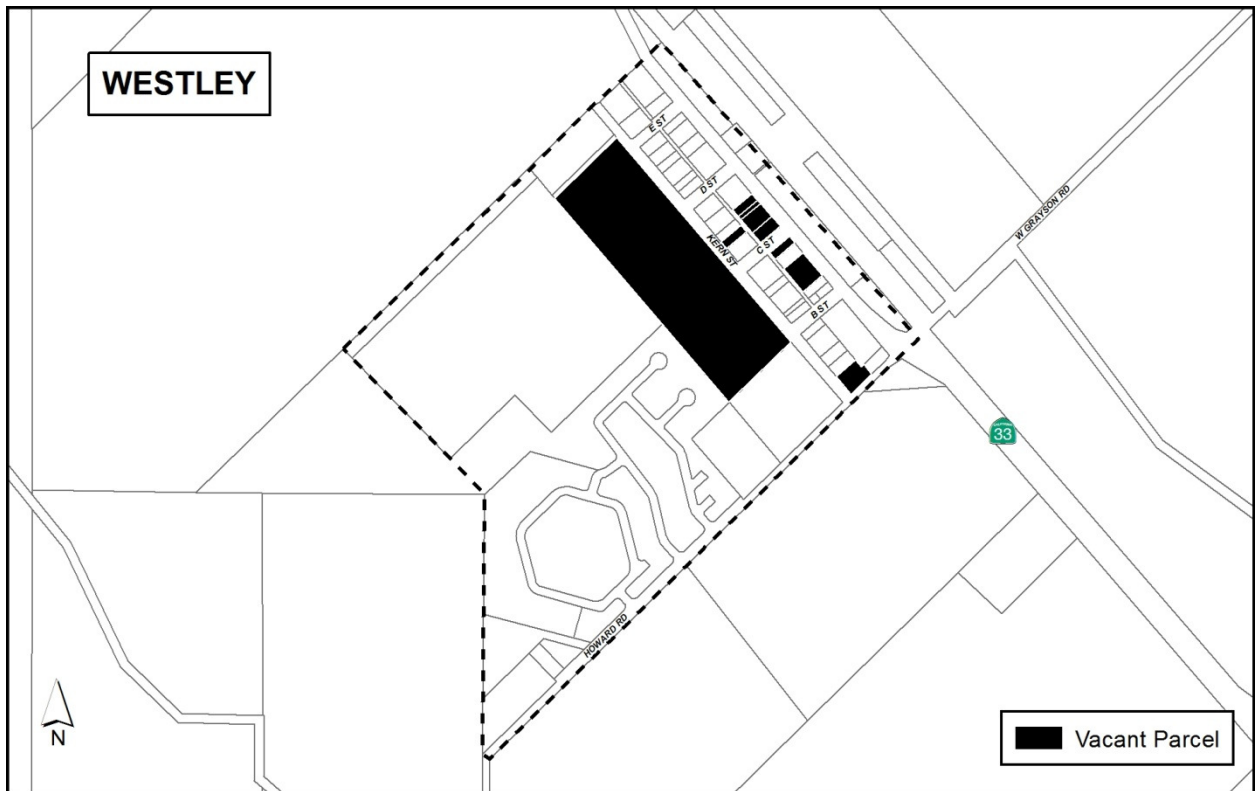 WESTLEY
E ST
D ST
W GRAYSON RD
KERN ST
C ST
B ST
33
HOWARD RD
N
Vacant Parcel